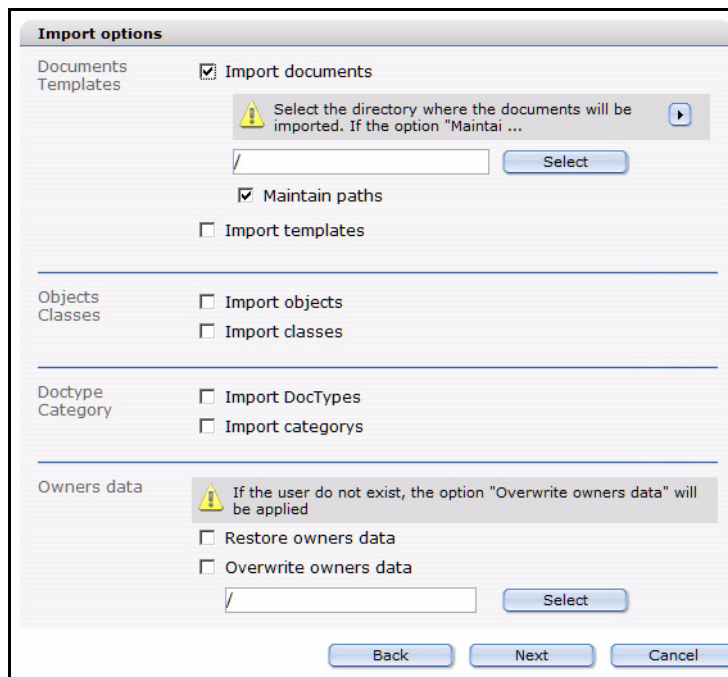 Import options
Documents
Templates
Import documents
Select the directory where the documents will be
imported. If the option "Maintai ...
/
Select
Maintain paths
Import templates
Objects
Classes
Import objects
Import classes
Doctype
Category
Import DocTypes
Import categorys
Owners data
If the user do not exist, the option "Overwrite owners data" will
be applied
Restore owners data
Overwrite owners data
/
Select
Back
Next
Cancel